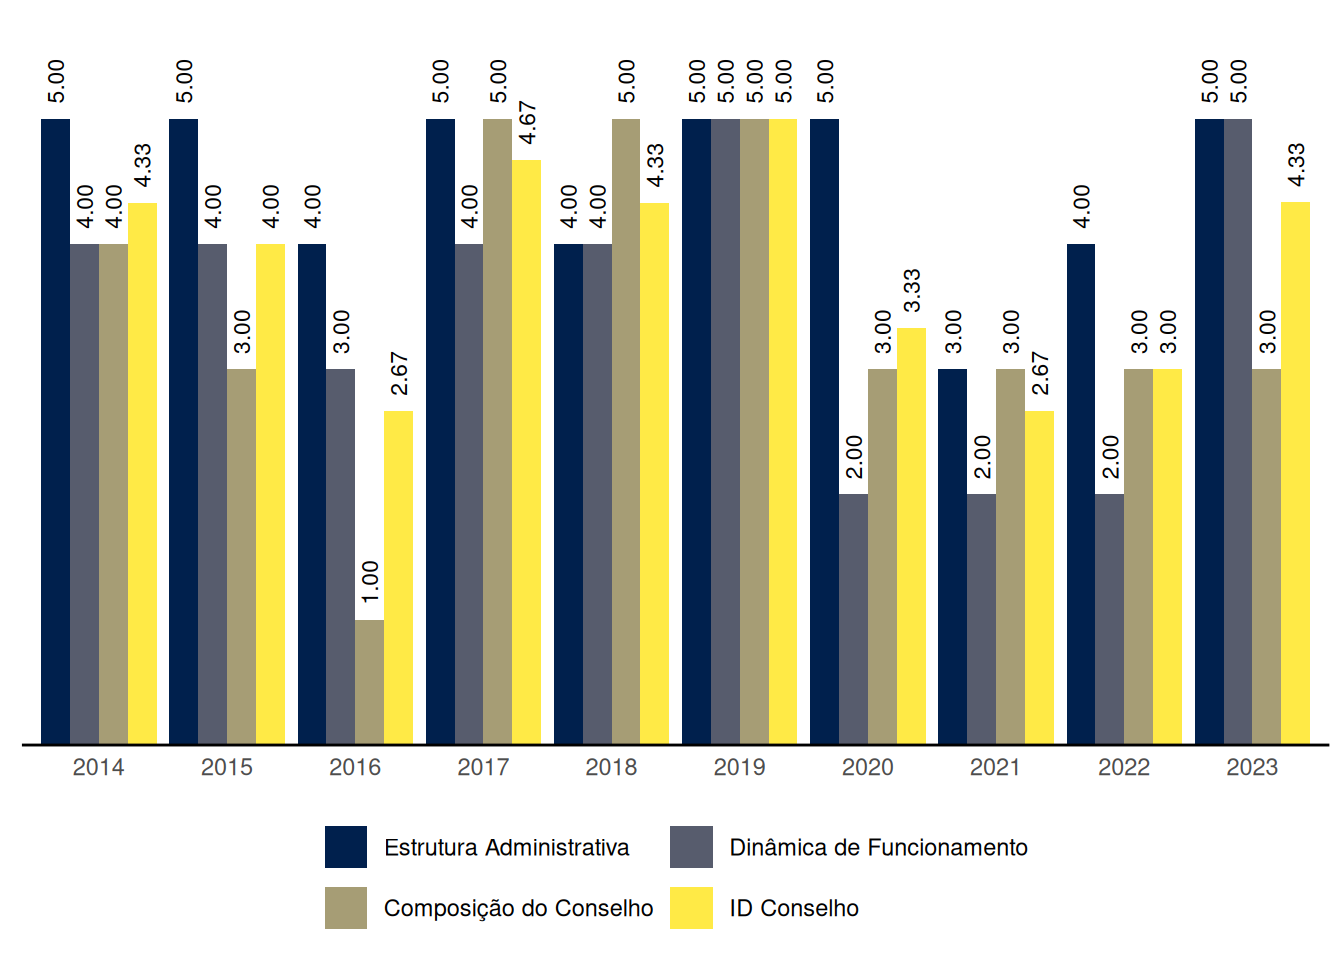 5.00 4.00 4.00 4.33 5.00 4.00 3.00 4.00 4.00 3.00 1.00 2.67 5.00 4.00 5.00 4.67 4.00 4.00 5.00 4.33 5.00 5.00 5.00 5.00 5.00 2.00 3.00 3.33 3.00 2.00 3.00 2.67 4.00 2.00 3.00 3.00 5.00 5.00 3.00 4.33
2014 2015 2016 2017 2018 2019 2020 2021 2022 2023
Estrutura Administrativa Dinâmica de Funcionamento
Composição do Conselho ID Conselho